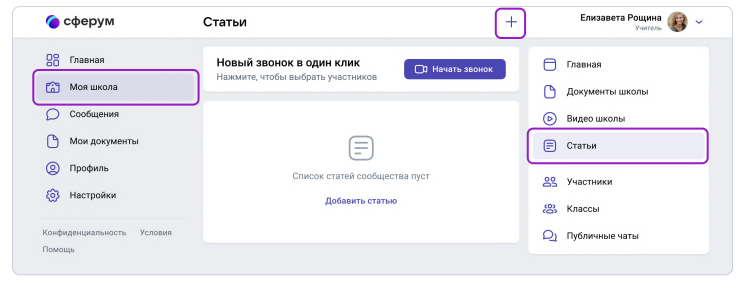 сферум
Статьи
Елизавета Рощина
Учитель
Главная
Моя школа
Сообщения
Мои документы
Профиль
Настройки
Конфиденциальность Условия
Помощь
Новый звонок в один клик
Нажмите, чтобы выбрать участников
Начать звонок
Список статей сообщества пуст
Добавить статью
Главная
Документы школы
Видео школы
Статьи
Участники
Классы
Публичные чаты